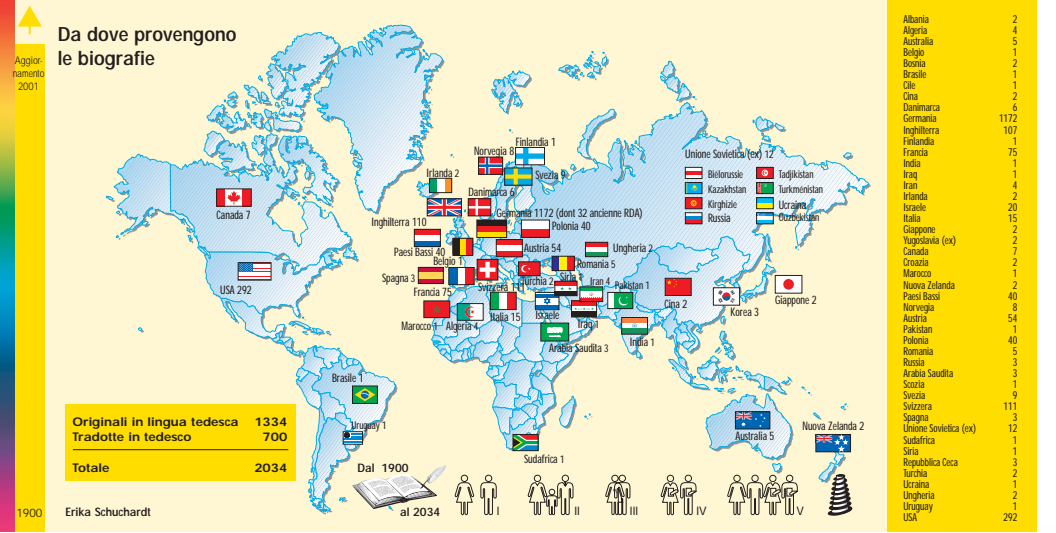 Da dove provengono
le biografie
Aggior-
namento
2001
1900
Canada 7
USA 292
Brasile 1
Uruguay 1
Finlandia 1
Norvegia 8
Svezia 9
Irlanda 2
Danimarca 6
Inghilterra 110
Germania 1172 (dont 32 ancienne RDA)
Polonia 40
Paesi Bassi 40
Belgio 1
Austria 54
Ungheria 2
Spagna 3
Francia 75
Svizzera 111
Turchia 2
Romania 5
Siria 1
Iran 4
Pakistan 1
Marocco 1
Algeria 4
Italia 15
Israele
Iraq 1
Arabia Saudita 3
India 1
Cina 2
Korea 3
Giappone 2
Sudafrica 1
Australia 5
Nuova Zelanda 2
Unione Sovietica (ex) 12
Bielorussie
Tadjikistan
Kazakhstan
Turkménistan
Kirghizie
Ucraina
Russia
Ouzbékistan
Originali in lingua tedesca 1334
Tradotte in tedesco 700
Totale 2034
Erika Schuchardt
Dal 1900
al 2034
I
II
III
IV
V
Albania 2
Algeria 4
Australia 5
Belgio 1
Bosnia 2
Brasile 1
Cile 1
Cina 2
Danimarca 6
Germania 1172
Inghilterra 107
Finlandia 1
Francia 75
India 1
Iraq 1
Iran 4
Irlanda 2
Israele 20
Italia 15
Giappone 2
Yugoslavia (ex) 2
Canada 7
Croazia 2
Marocco 1
Nuova Zelanda 2
Paesi Bassi 40
Norvegia 8
Austria 54
Pakistan 1
Polonia 40
Romania 5
Russia 3
Arabia Saudita 3
Scozia 1
Svezia 9
Svizzera 111
Spagna 3
Unione Sovietica (ex) 12
Sudafrica 1
Siria 1
Repubblica Ceca 3
Turchia 2
Ucraina 1
Ungheria 2
Uruguay 1
USA 292